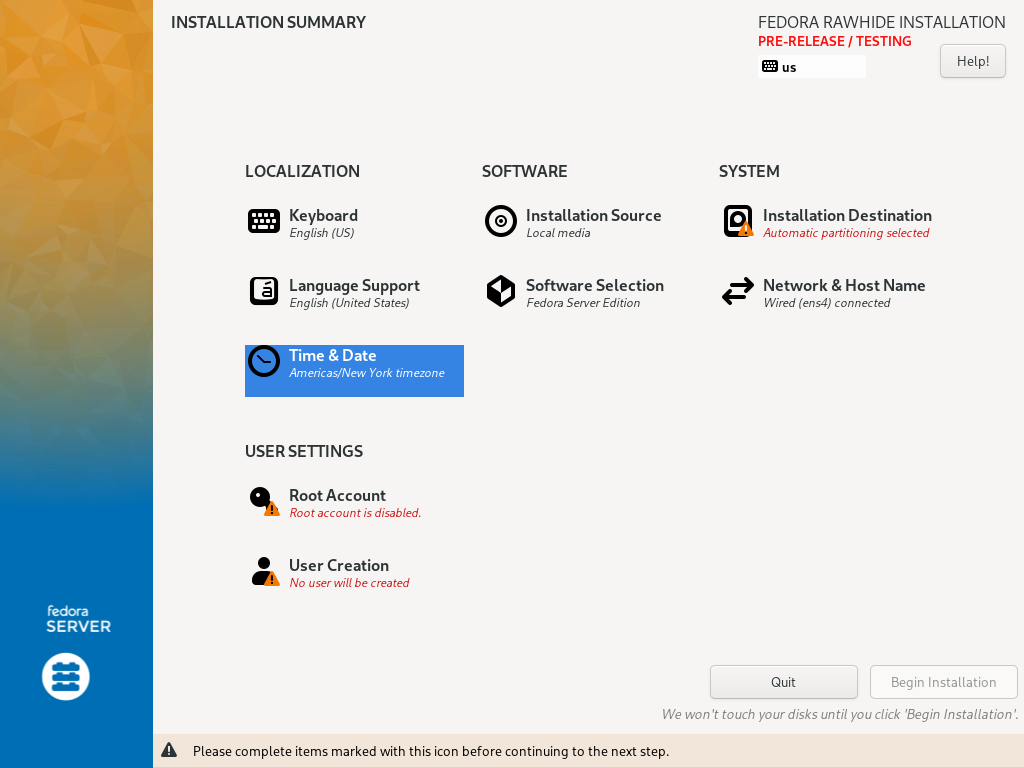 INSTALLATION SUMMARY
FEDORA RAWHIDE INSTALLATION
PRE-RELEASE / TESTING
us
Help!
LOCALIZATION
Keyboard
English (US)
Language Support
English (United States)
Time & Date
Americas/New York timezone
SOFTWARE
Installation Source
Local media
Software Selection
Fedora Server Edition
SYSTEM
Installation Destination
Automatic partitioning selected
Network & Host Name
Wired (ens4) connected
USER SETTINGS
Root Account
Root account is disabled.
User Creation
No user will be created
fedora
SERVER
Quit
Begin Installation
We won't touch your disks until you click 'Begin Installation'.
Please complete items marked with this icon before continuing to the next step.